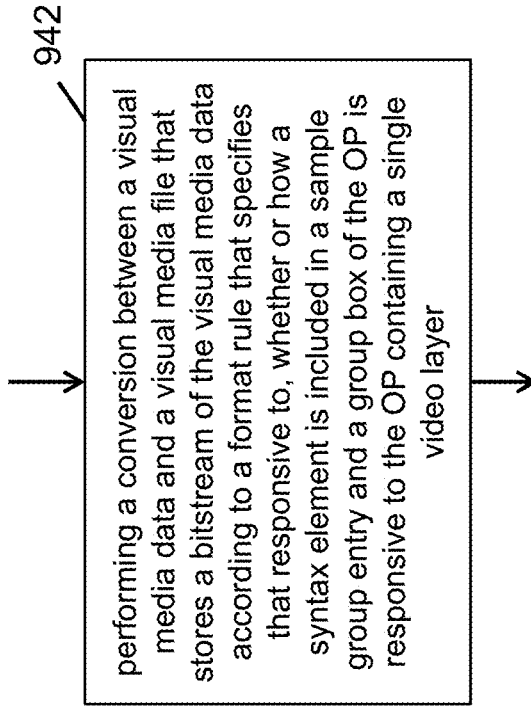 942
performing a conversion between a visual
media data and a visual media file that
stores a bitstream of the visual media data
according to a format rule that specifies
that responsive to, whether or how a
syntax element is included in a sample
group entry and a group box of the OP is
responsive to the OP containing a single
video layer